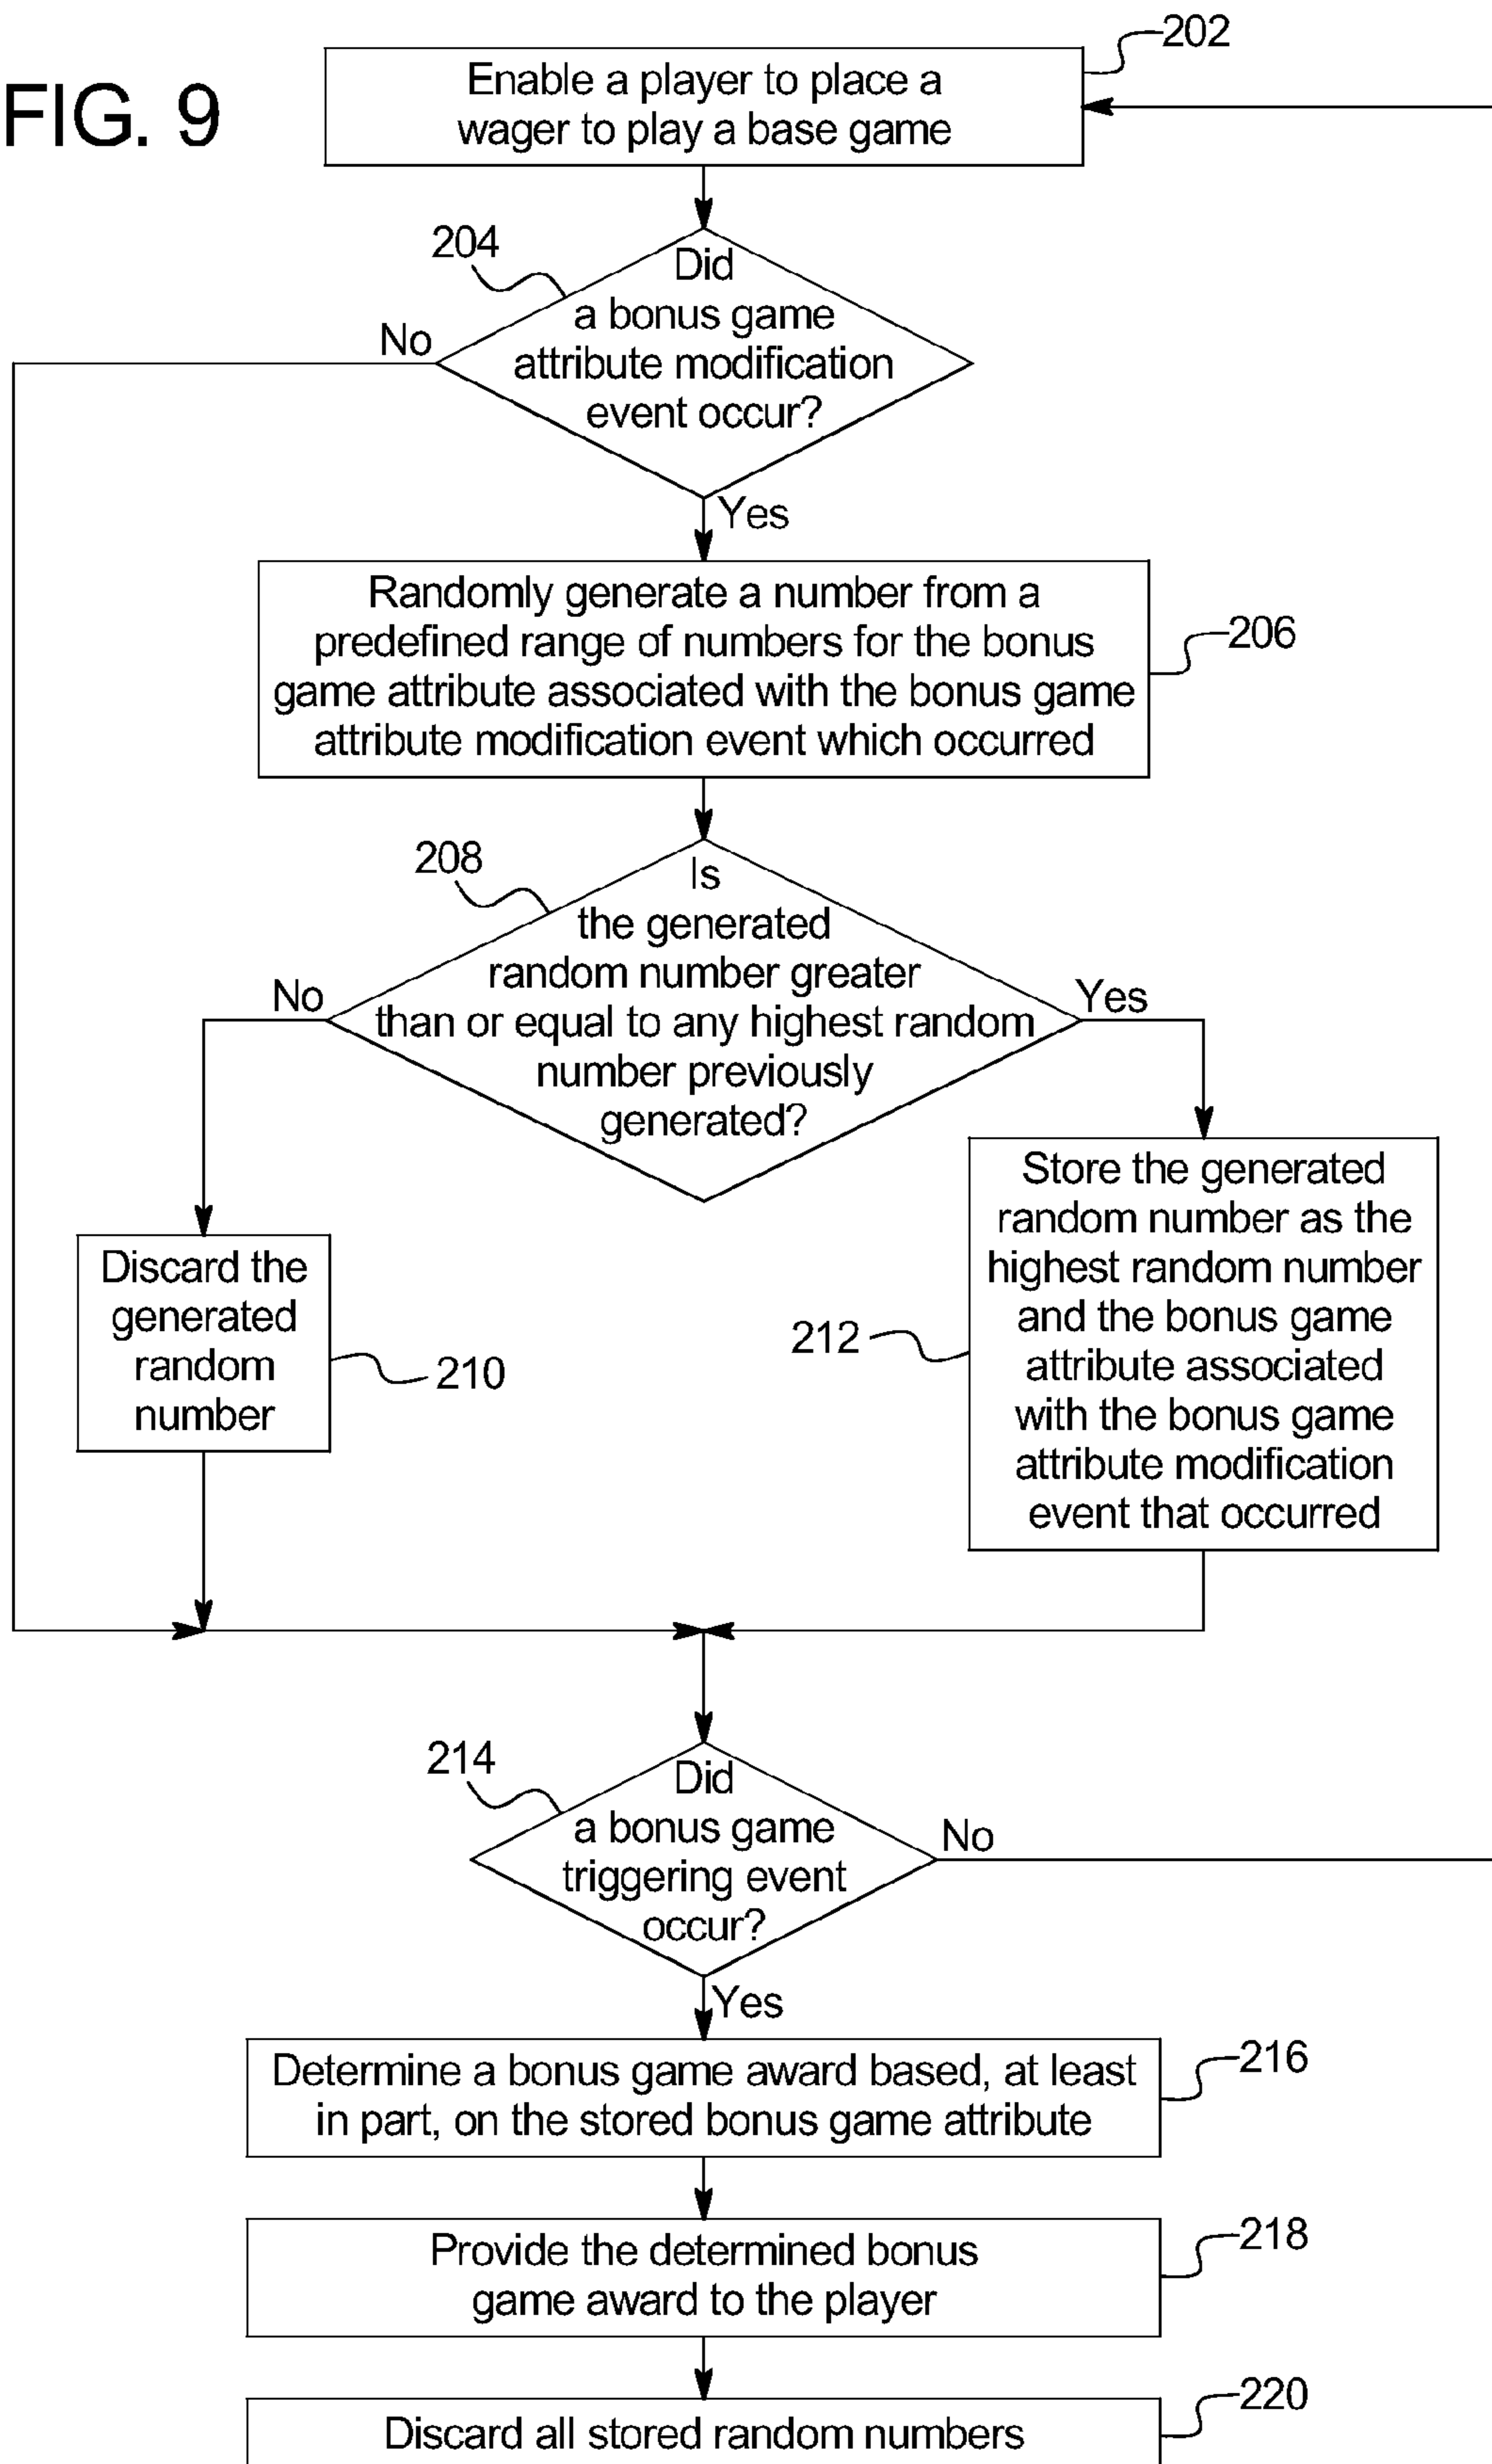 FIG. 9
202
Enable a player to place a
wager to play a base game
204
Did
a bonus game
attribute modification
event occur?
No
Yes
Randomly generate a number from a
predefined range of numbers for the bonus
game attribute associated with the bonus game
attribute modification event which occurred
206
208
Is
the generated
random number greater
than or equal to any highest random
number previously
generated?
No
Yes
Discard the
generated
random
number
210
212
Store the generated
random number as the
highest random number
and the bonus game
attribute associated
with the bonus game
attribute modification
event that occurred
214
Did
a bonus game
triggering event
occur?
No
Yes
Determine a bonus game award based, at least
in part, on the stored bonus game attribute
216
Provide the determined bonus
game award to the player
218
Discard all stored random numbers
220